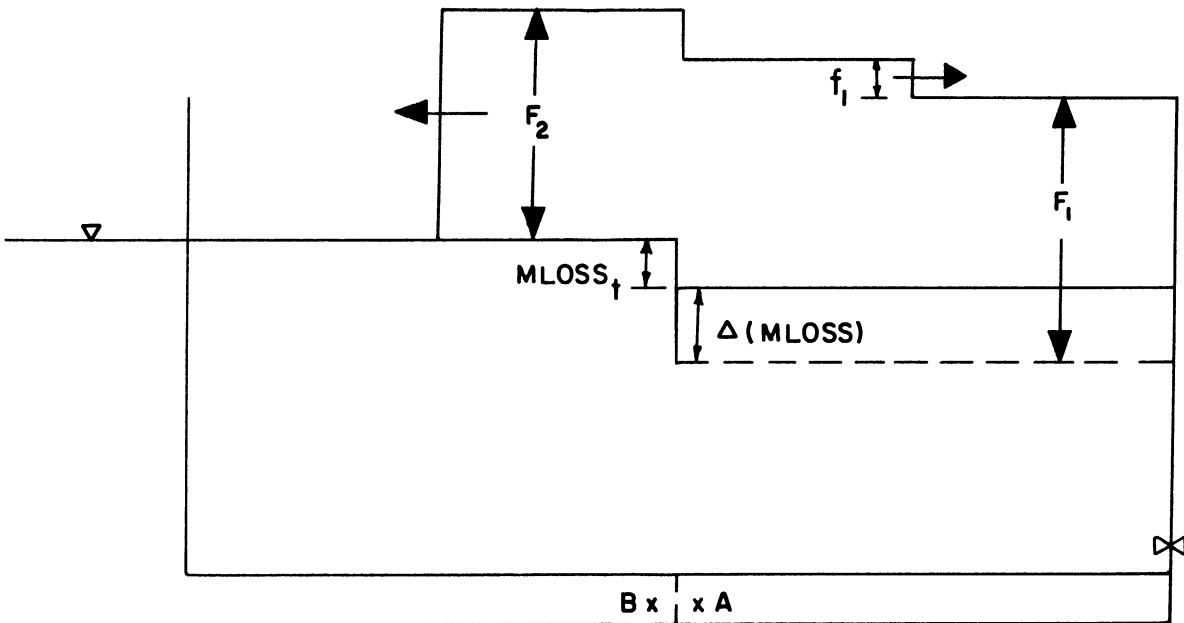 f₁
F₂
F₁
MLOSSₜ
Δ (MLOSS)
B x x A